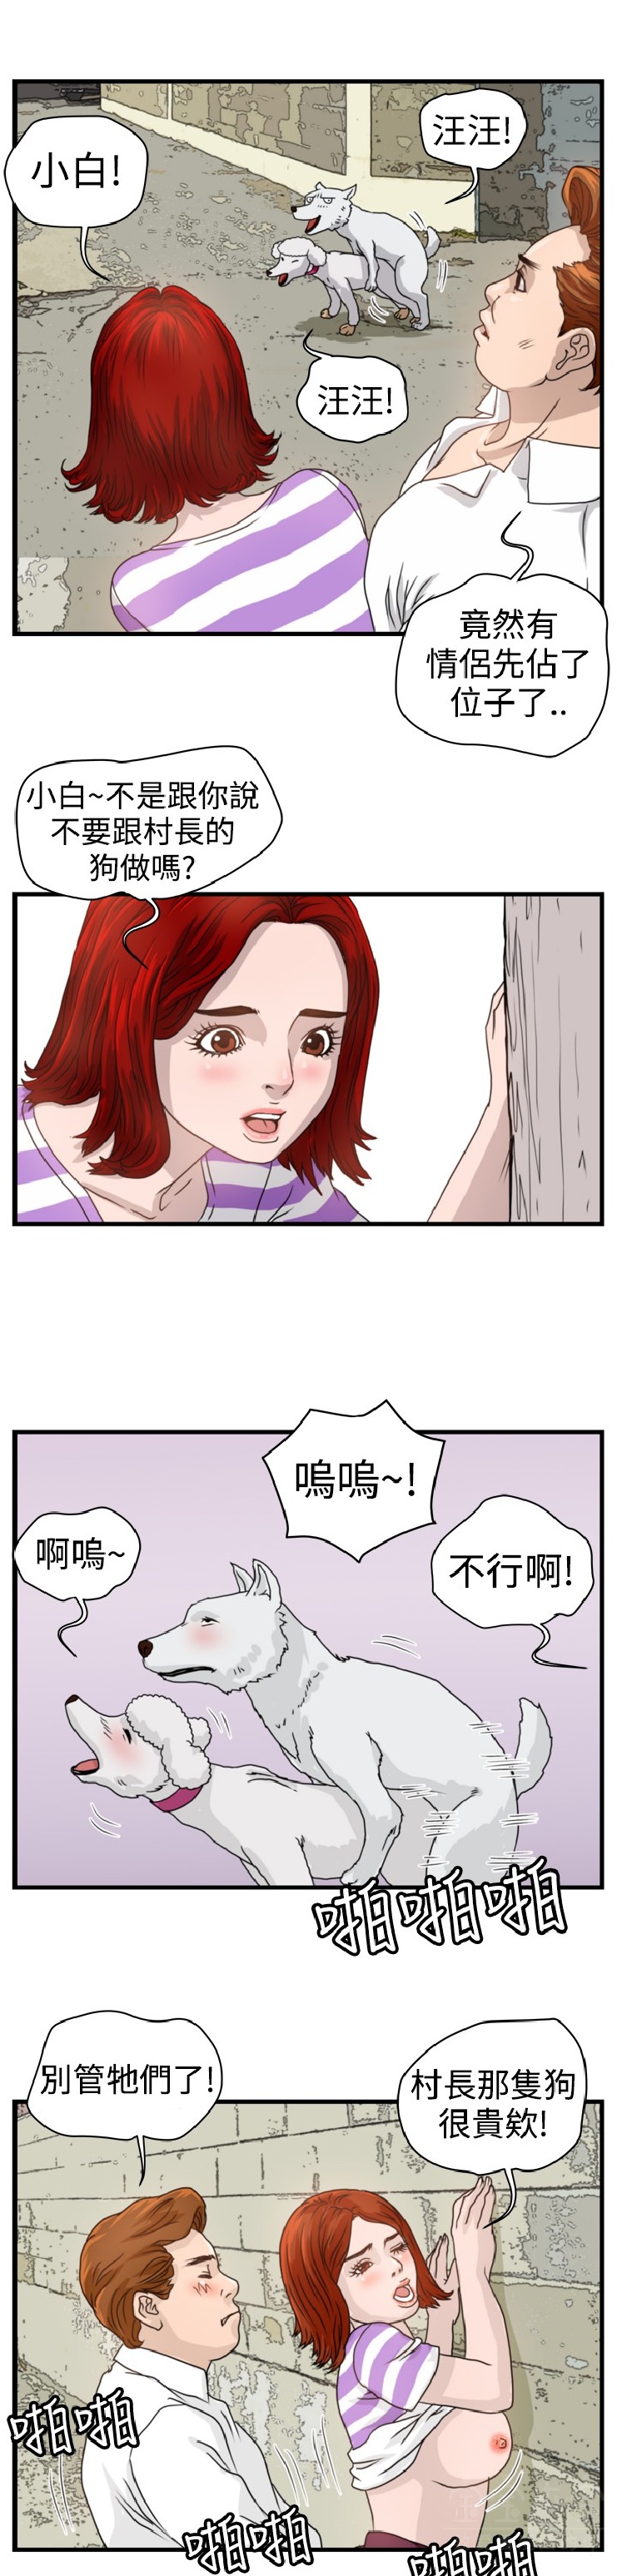 小白!
汪汪!
汪汪!
竟然有
情侶先佔了
位子了..
小白~不是跟你說
不要跟村長的
狗做嗎?
嗚嗚~!
啊嗚~
不行啊!
啪啪啪
別管牠們了!
村長那隻狗
很貴欸!
啪啪
啪啪
啪啪